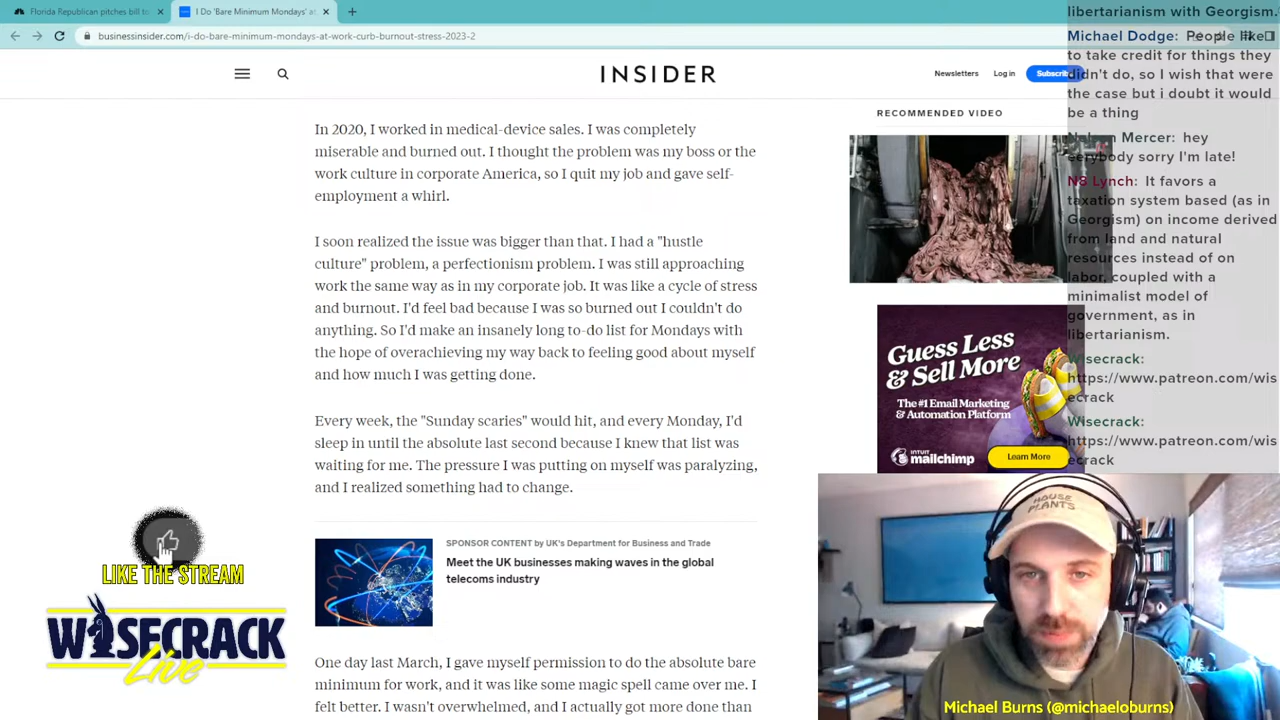 Florida Republican pitches bill to
I Do 'Bare Minimum Mondays' at
businessinsider.com/i-do-bare-minimum-mondays-at-work-curb-burnout-stress-2023-2
INSIDER
Newsletters
Log in
Subscribe
In 2020, I worked in medical-device sales. I was completely
miserable and burned out. I thought the problem was my boss or the
work culture in corporate America, so I quit my job and gave self-
employment a whirl.
I soon realized the issue was bigger than that. I had a "hustle
culture" problem, a perfectionism problem. I was still approaching
work the same way as in my corporate job. It was like a cycle of stress
and burnout. I'd feel bad because I was so burned out I couldn't do
anything. So I'd make an insanely long to-do list for Mondays with
the hope of overachieving my way back to feeling good about myself
and how much I was getting done.
Every week, the "Sunday scaries" would hit, and every Monday, I'd
sleep in until the absolute last second because I knew that list was
waiting for me. The pressure I was putting on myself was paralyzing,
and I realized something had to change.
SPONSOR CONTENT by UK's Department for Business and Trade
Meet the UK businesses making waves in the global
telecoms industry
One day last March, I gave myself permission to do the absolute bare
minimum for work, and it was like some magic spell came over me. I
felt better. I wasn't overwhelmed, and I actually got more done than
RECOMMENDED VIDEO
Guess Less
& Sell More
The #1 Email Marketing
& Automation Platform
INTUIT
mailchimp
Learn More
libertarianism with Georgism.
Michael Dodge: People like
to take credit for things they
didn't do, so I wish that were
the case but i doubt it would
be a thing
Mercer: hey
eerybody sorry I'm late!
N8 Lynch: It favors a
taxation system based (as in
Georgism) on income derived
from land and natural
resources instead of on
labor, coupled with a
minimalist model of
government, as in
libertarianism.
Wisecrack:
https://www.patreon.com/wis
ecrack
Wisecrack:
https://www.patreon.com/wis
ecrack
LIKE THE STREAM
WISECRACK
Live
HOUSE
PLANTS
Michael Burns (@michaeloburns)